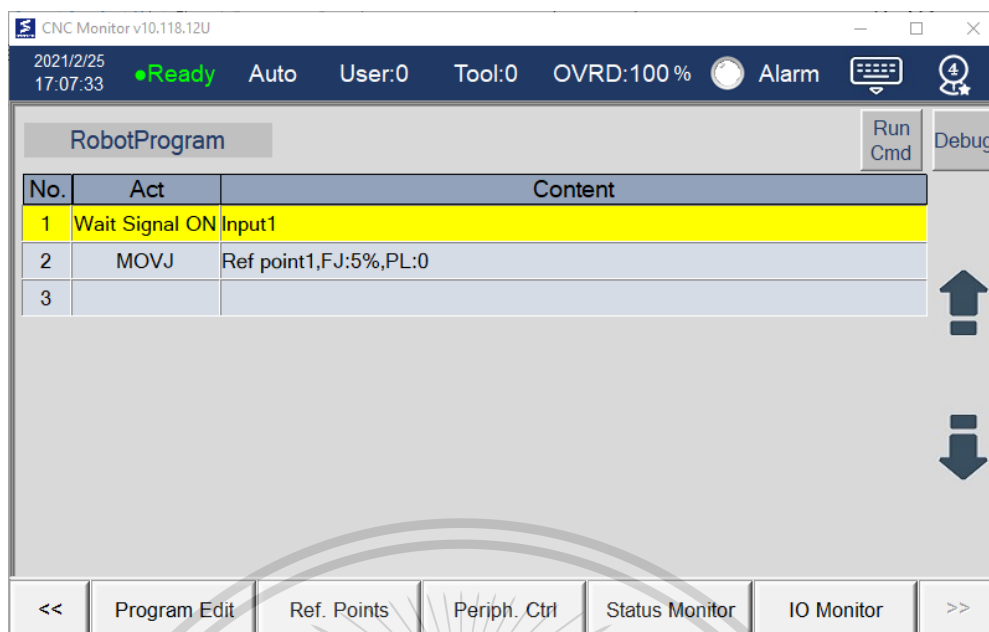 CNC Monitor v10.118.12U
2021/2/25
17:07:33
Ready Auto User:0 Tool:0 OVRD:100 % Alarm 4
RobotProgram
Run
Cmd
Debug
No. Act Content
1 Wait Signal ON Input1
2 MOVJ Ref point1,FJ:5%,PL:0
3
<< Program Edit Ref. Points Periph. Ctrl Status Monitor IO Monitor >>